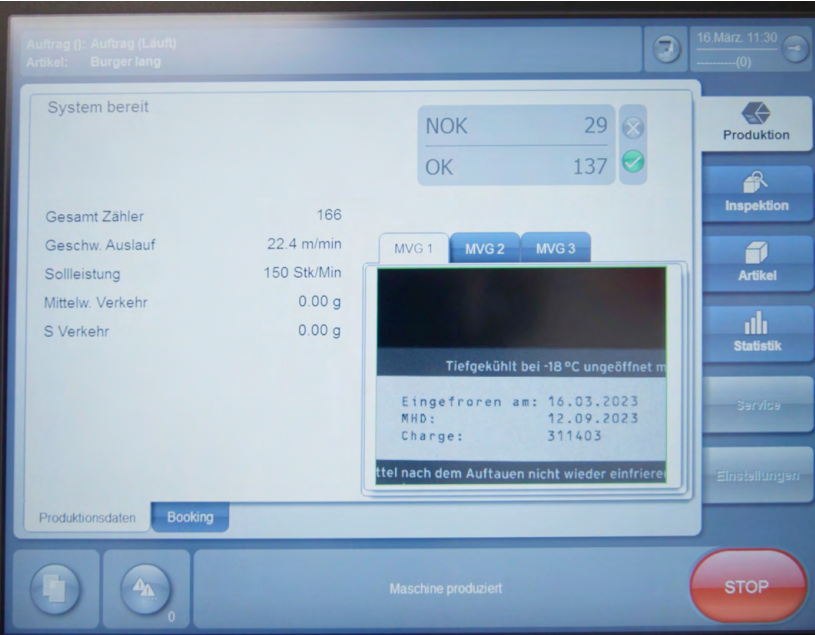 Auftrag (): Auftrag (Läuft)
Artikel: Burger lang
16.März. 11:30
----------(0)
System bereit
NOK 29
OK 137
Gesamt Zähler 166
Geschw. Auslauf 22.4 m/min
Sollleistung 150 Stk/Min
Mittelw. Verkehr 0.00 g
S Verkehr 0.00 g
MVG 1 MVG 2 MVG 3
Tiefgekühlt bei -18 °C ungeöffnet m
Eingefroren am: 16.03.2023
MHD: 12.09.2023
Charge: 311403
ttel nach dem Auftauen nicht wieder einfriere
Produktionsdaten Booking
Produktion
Inspektion
Artikel
Statistik
Service
Einstellungen
0
Maschine produziert
STOP